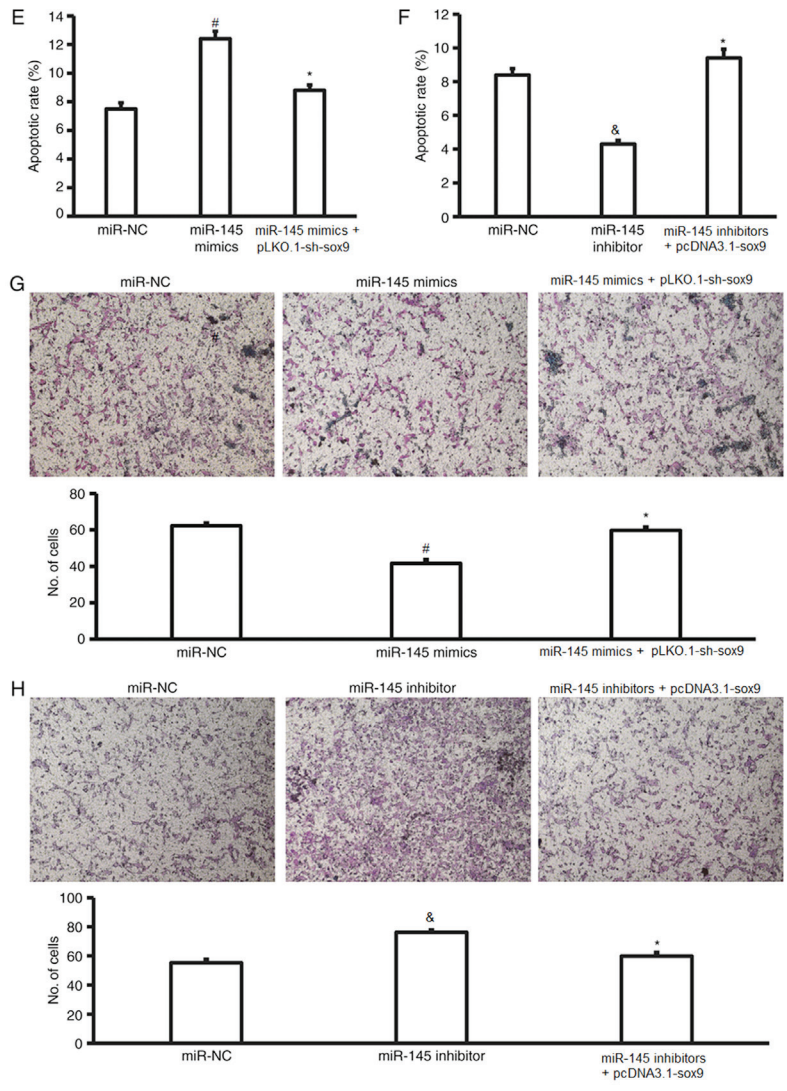 E
Apoptotic rate (%)
14
12
10
8
6
4
2
0
#
*
miR-NC
miR-145
mimics
miR-145 mimics +
pLKO.1-sh-sox9
F
Apoptotic rate (%)
12
10
8
6
4
2
0
&
*
miR-NC
miR-145
inhibitor
miR-145 inhibitors
+ pcDNA3.1-sox9
G
miR-NC
miR-145 mimics
miR-145 mimics + pLKO.1-sh-sox9
#
No. of cells
80
60
40
20
0
#
*
miR-NC
miR-145 mimics
miR-145 mimics + pLKO.1-sh-sox9
H
miR-NC
miR-145 inhibitor
miR-145 inhibitors + pcDNA3.1-sox9
No. of cells
100
80
60
40
20
0
&
*
miR-NC
miR-145 inhibitor
miR-145 inhibitors
+ pcDNA3.1-sox9